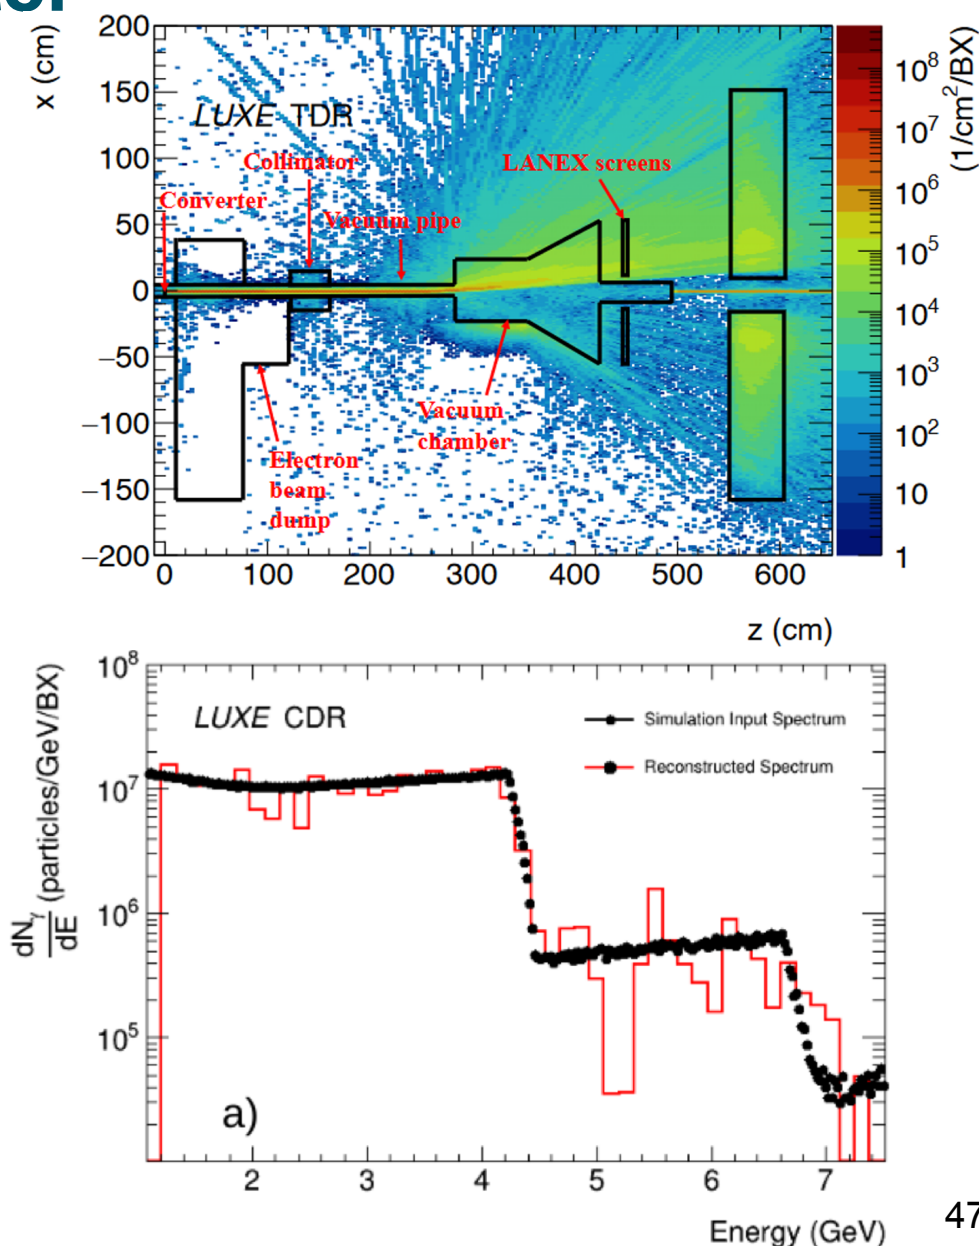 x (cm)
200
150
100
50
0
−50
−100
−150
−200
LUXE TDR
Collimator
Converter
Vacuum pipe
LANEX screens
Vacuum
chamber
Electron
beam
dump
0 100 200 300 400 500 600
z (cm)
(1/cm²/BX)
10⁸
10⁷
10⁶
10⁵
10⁴
10³
10²
10
1
dNγ/dE (particles/GeV/BX)
10⁸
10⁷
10⁶
10⁵
LUXE CDR
Simulation Input Spectrum
Reconstructed Spectrum
a)
2 3 4 5 6 7
Energy (GeV)
47